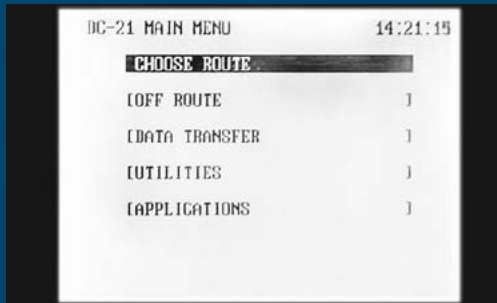 DC-21 MAIN MENU 14:21:15
CHOOSE ROUTE
[OFF ROUTE ]
[DATA TRANSFER ]
[UTILITIES ]
[APPLICATIONS ]